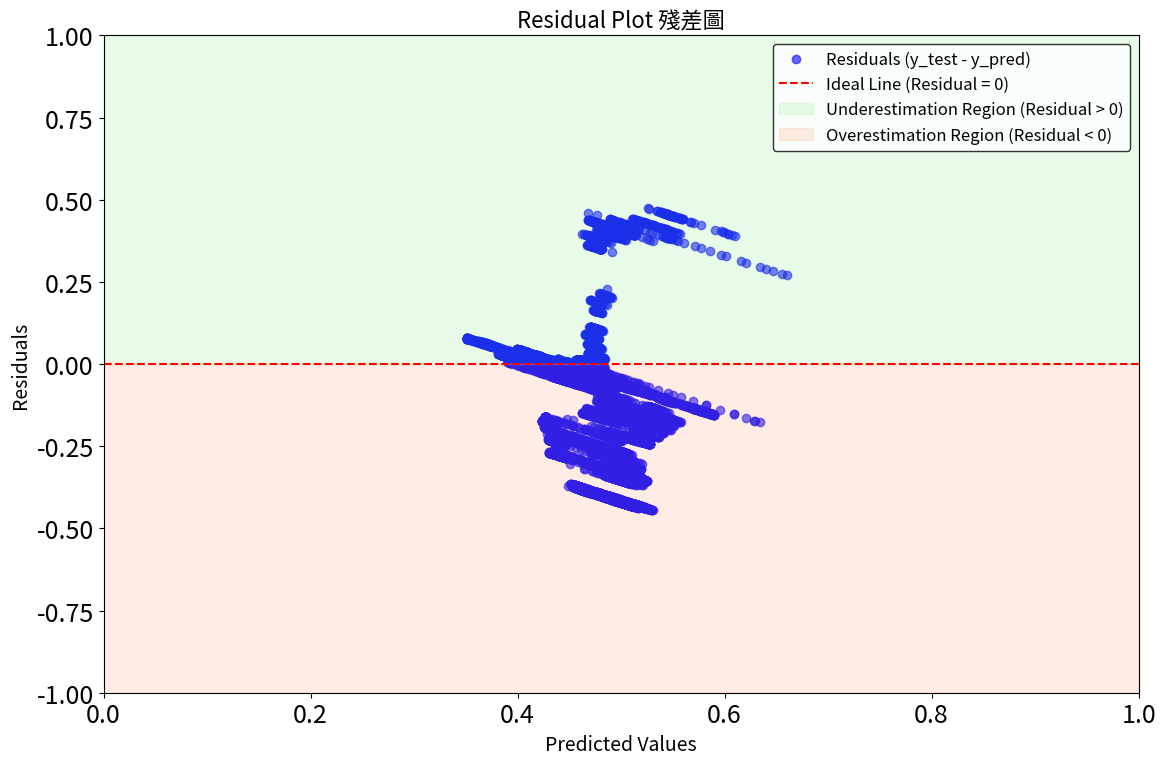 Residual Plot 殘差圖
Residuals (y_test - y_pred)
Ideal Line (Residual = 0)
Underestimation Region (Residual > 0)
Overestimation Region (Residual < 0)
1.00
0.75
0.50
0.25
0.00
-0.25
-0.50
-0.75
-1.00
Residuals
0.0 0.2 0.4 0.6 0.8 1.0
Predicted Values